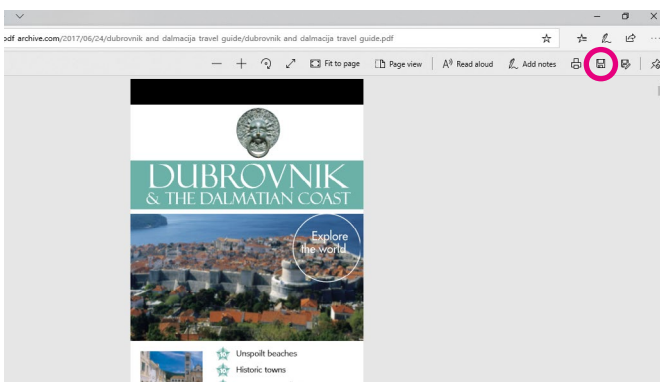 pdf archive.com/2017/06/24/dubrovnik and dalmacija travel guide/dubrovnik and dalmacija travel guide.pdf
Fit to page Page view A Read aloud Add notes
DUBROVNIK
& THE DALMATIAN COAST
Explore
the world
Unspoilt beaches
Historic towns